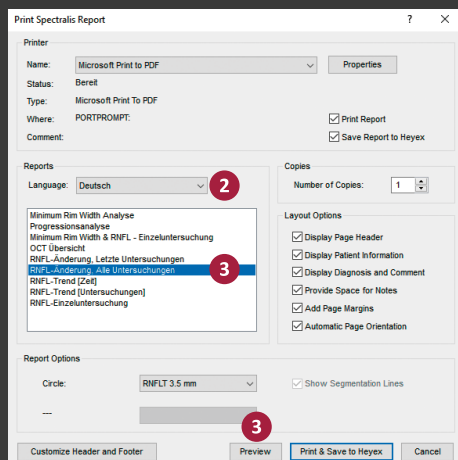 Print Spectralis Report
Printer
Name: Microsoft Print to PDF Properties
Status: Bereit
Type: Microsoft Print To PDF
Where: PORTPROMPT: Print Report
Comment: Save Report to Heyex
Reports
Language: Deutsch 2
Minimum Rim Width Analyse
Progressionsanalyse
Minimum Rim Width & RNFL - Einzeluntersuchung
OCT Übersicht
RNFL-Änderung, Letzte Untersuchungen
RNFL-Änderung, Alle Untersuchungen 3
RNFL-Trend [Zeit]
RNFL-Trend [Untersuchungen]
RNFL-Einzeluntersuchung
Copies
Number of Copies: 1
Layout Options
Display Page Header
Display Patient Information
Display Diagnosis and Comment
Provide Space for Notes
Add Page Margins
Automatic Page Orientation
Report Options
Circle: RNFLT 3.5 mm Show Segmentation Lines
---
3
Customize Header and Footer Preview Print & Save to Heyex Cancel